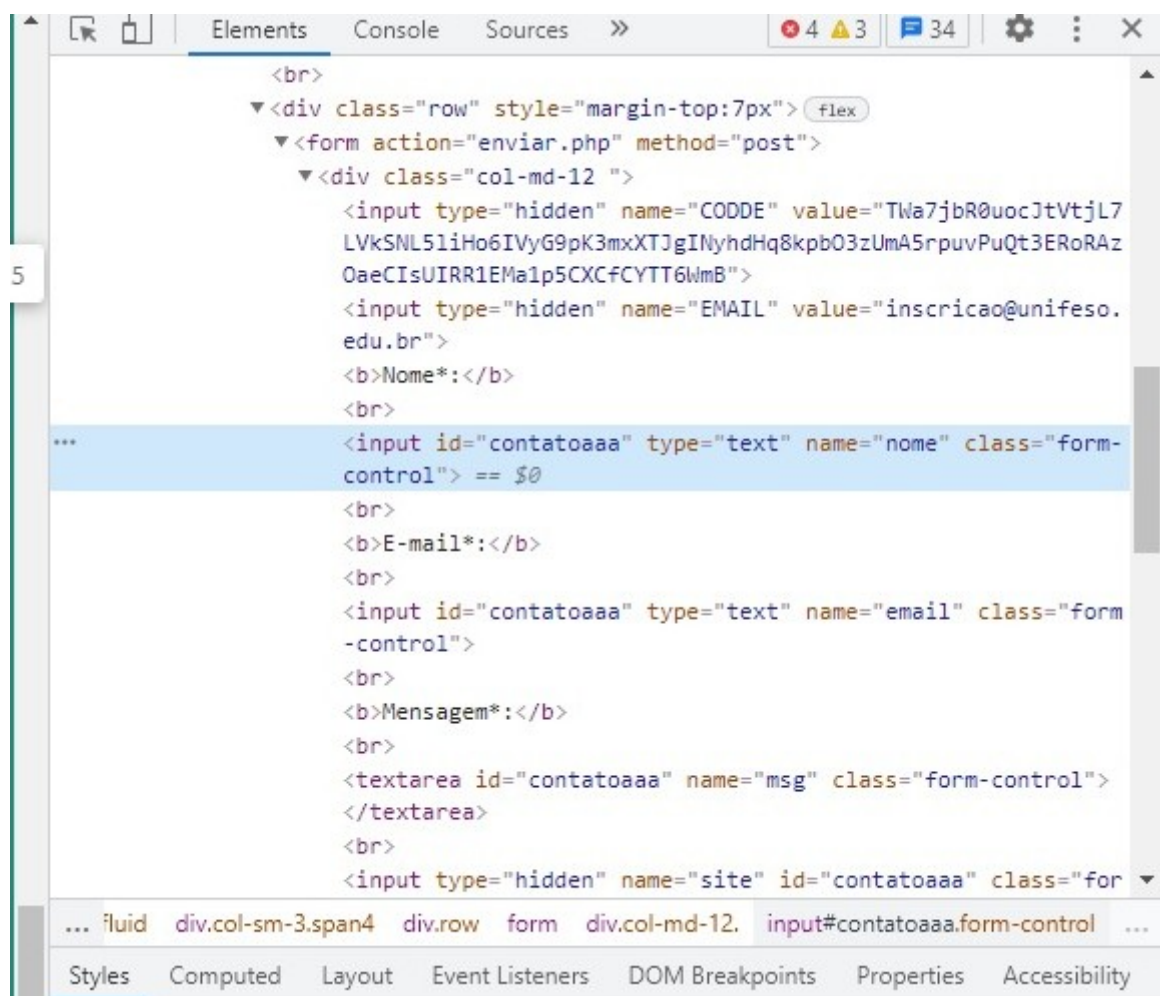 Elements Console Sources » 4 3 34
<br>
▼<div class="row" style="margin-top:7px"> flex
▼<form action="enviar.php" method="post">
▼<div class="col-md-12 ">
<input type="hidden" name="CODDE" value="TWa7jbR0uocJtVtjL7
LVkSNL5liHo6IVyG9pK3mxXTJgINyhdHq8kpbO3zUmA5rpuvPuQt3ERoRAz
OaeCIsUIRR1EMa1p5CXCfCYTT6WmB">
5
<input type="hidden" name="EMAIL" value="inscricao@unifeso.
edu.br">
<b>Nome*:</b>
<br>
... <input id="contatoaaa" type="text" name="nome" class="form-
control"> == $0
<br>
<b>E-mail*:</b>
<br>
<input id="contatoaaa" type="text" name="email" class="form
-control">
<br>
<b>Mensagem*:</b>
<br>
<textarea id="contatoaaa" name="msg" class="form-control">
</textarea>
<br>
<input type="hidden" name="site" id="contatoaaa" class="for
... fluid div.col-sm-3.span4 div.row form div.col-md-12. input#contatoaaa.form-control ...
Styles Computed Layout Event Listeners DOM Breakpoints Properties Accessibility